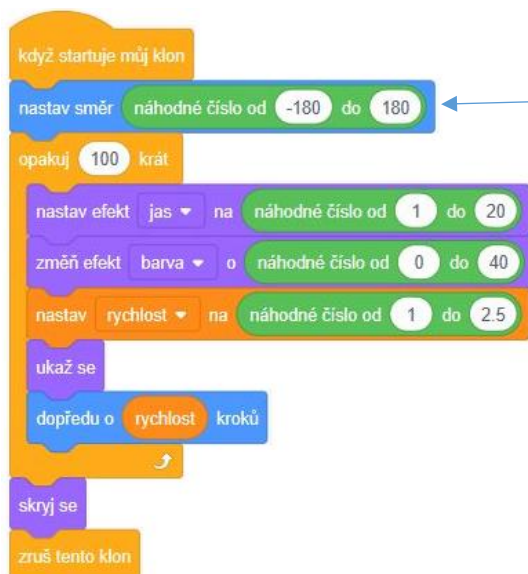 když startuje můj klon
nastav směr náhodné číslo od -180 do 180
opakuj 100 krát
nastav efekt jas na náhodné číslo od 1 do 20
změň efekt barva o náhodné číslo od 0 do 40
nastav rychlost na náhodné číslo od 1 do 2.5
ukaž se
dopředu o rychlost kroků
skryj se
zruš tento klon